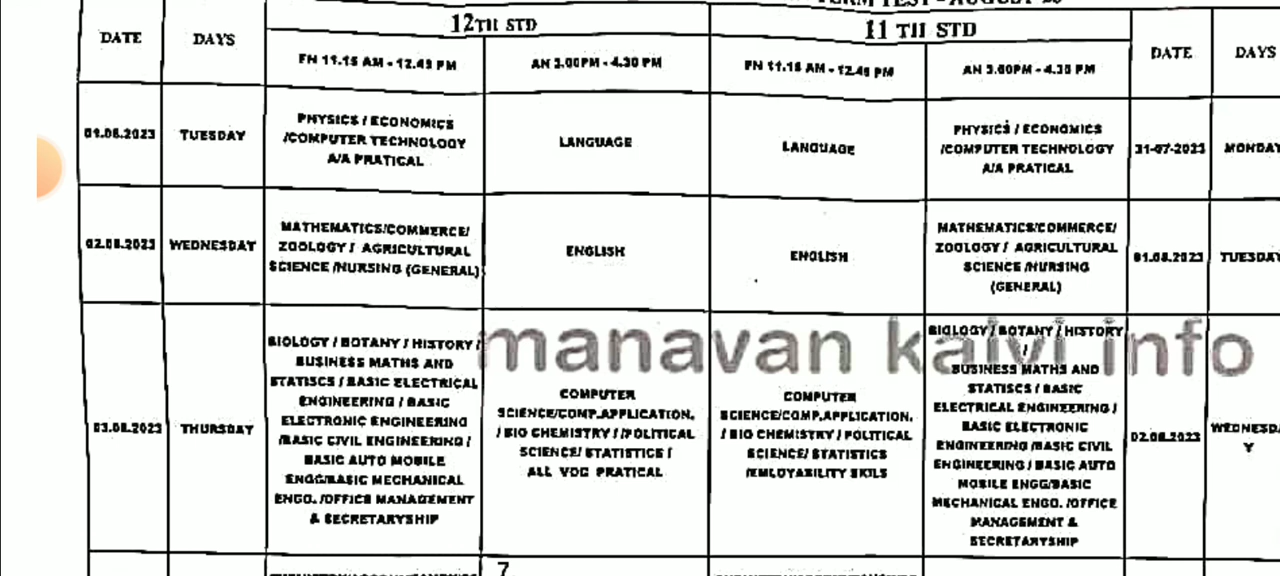 TERM TEST - AUGUST
12TH STD
11 TH STD
DATE
DAYS
FN 11.15 AM - 12.45 PM
AN 3.00PM - 4.30 PM
FN 11.15 AM - 12.45 PM
AN 3.00PM - 4.30 PM
DATE
DAYS
01.08.2023
TUESDAY
PHYSICS / ECONOMICS
/COMPUTER TECHNOLOGY
A/A PRATICAL
LANGUAGE
LANGUAGE
PHYSICS / ECONOMICS
/COMPUTER TECHNOLOGY
A/A PRATICAL
31-07-2023
MONDAY
02.08.2023
WEDNESDAY
MATHEMATICS/COMMERCE/
ZOOLOGY / AGRICULTURAL
SCIENCE /NURSING (GENERAL)
ENGLISH
ENGLISH
MATHEMATICS/COMMERCE/
ZOOLOGY / AGRICULTURAL
SCIENCE /NURSING
(GENERAL)
01.08.2023
TUESDAY
manavan kalvi info
03.08.2023
THURSDAY
BIOLOGY / BOTANY / HISTORY /
BUSINESS MATHS AND
STATISCS / BASIC ELECTRICAL
ENGINEERING / BASIC
ELECTRONIC ENGINEERING
/BASIC CIVIL ENGINEERING /
BASIC AUTO MOBILE
ENGG/BASIC MECHANICAL
ENGG. /OFFICE MANAGEMENT
& SECRETARYSHIP
COMPUTER
SCIENCE/COMP.APPLICATION.
/ BIO CHEMISTRY / /POLITICAL
SCIENCE/ STATISTICS /
ALL VOC PRATICAL
COMPUTER
SCIENCE/COMP.APPLICATION.
/ BIO CHEMISTRY / POLITICAL
SCIENCE/ STATISTICS
/EMLOYABILITY SKILS
BIOLOGY / BOTANY / HISTORY
/
BUSINESS MATHS AND
STATISCS / BASIC
ELECTRICAL ENGINEERING /
BASIC ELECTRONIC
ENGINEERING /BASIC CIVIL
ENGINEERING / BASIC AUTO
MOBILE ENGG/BASIC
MECHANICAL ENGG. /OFFICE
MANAGEMENT &
SECRETARYSHIP
02.08.2023
WEDNESDA
Y
7